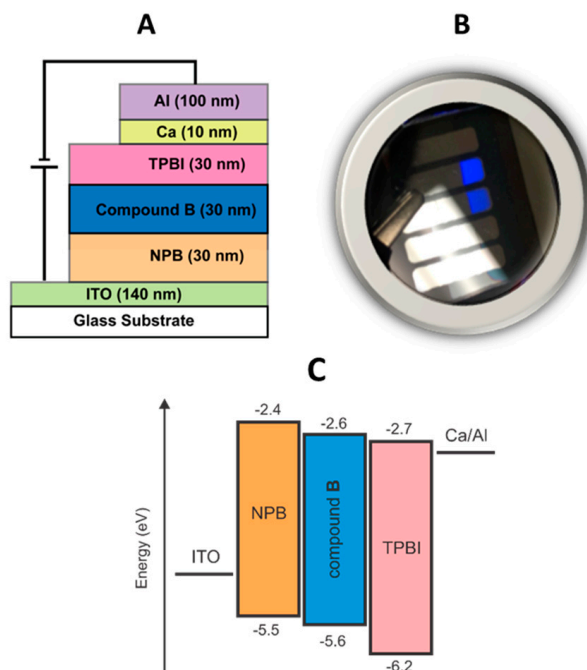 A
B
Al (100 nm)
Ca (10 nm)
TPBI (30 nm)
Compound B (30 nm)
NPB (30 nm)
ITO (140 nm)
Glass Substrate
C
Energy (eV)
-2.4
-2.6
-2.7
Ca/Al
NPB
compound B
TPBI
ITO
-5.5
-5.6
-6.2